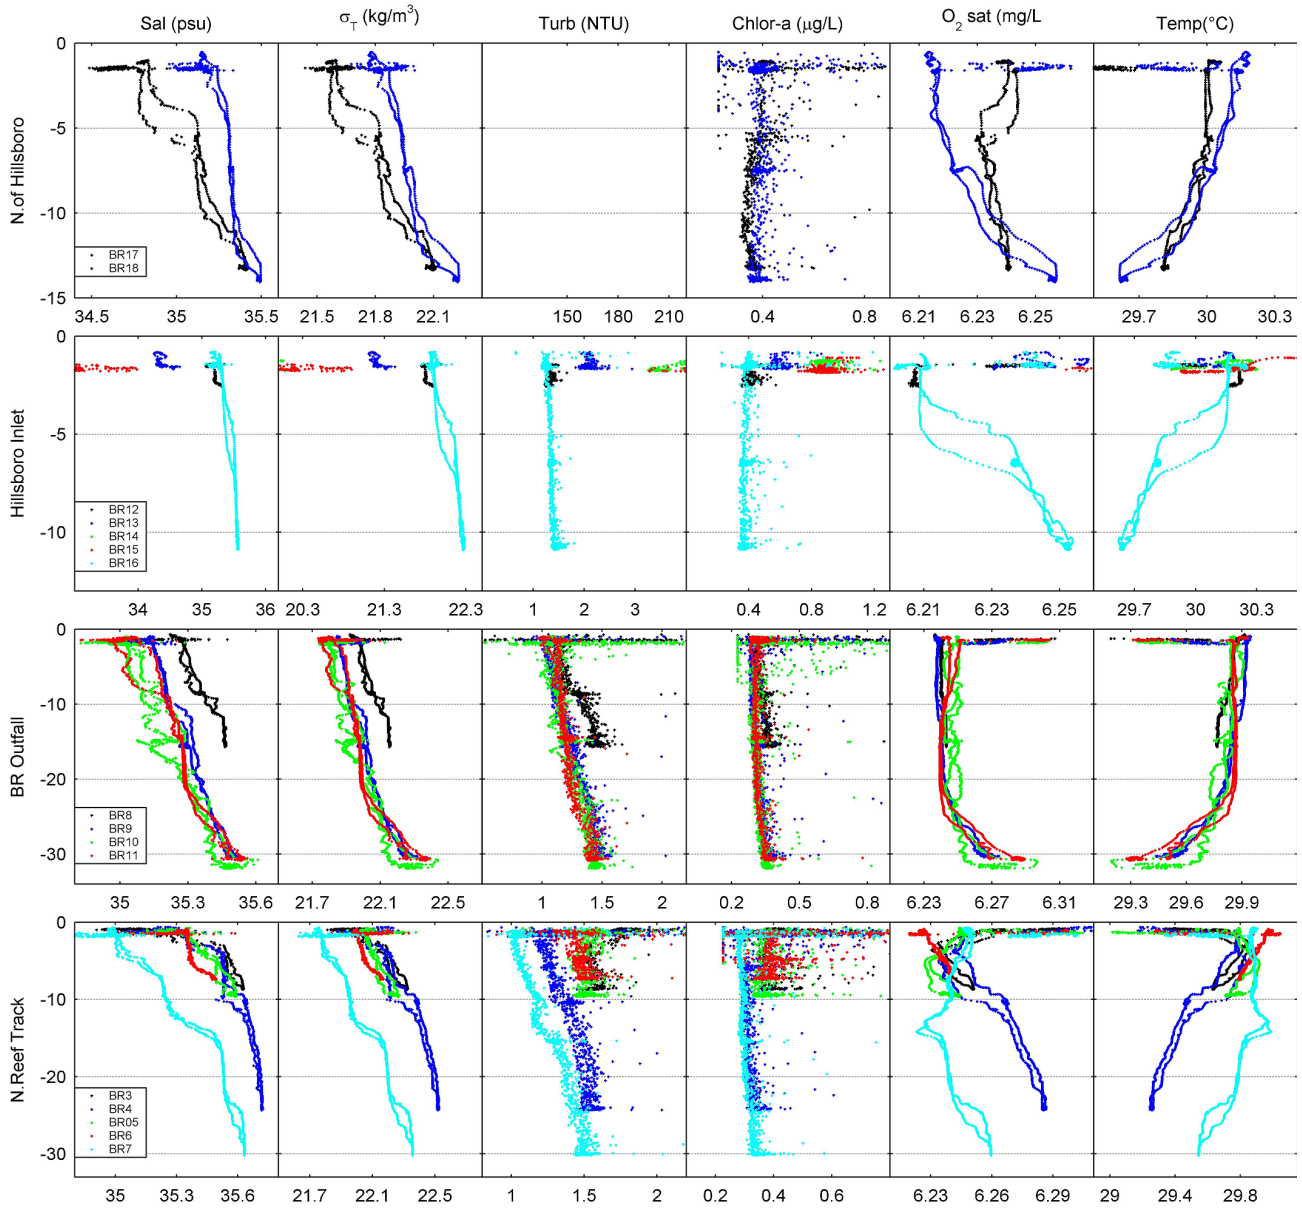 Sal (psu) σT (kg/m3) Turb (NTU) Chlor-a (μg/L) O2 sat (mg/L Temp(°C)
N.of Hillsboro
0
-5
-10
-15
BR17
BR18
34.5 35 35.5 21.5 21.8 22.1 150 180 210 0.4 0.8 6.21 6.23 6.25 29.7 30 30.3
Hillsboro Inlet
0
-5
-10
BR12
BR13
BR14
BR15
BR16
34 35 36 20.3 21.3 22.3 1 2 3 0.4 0.8 1.2 6.21 6.23 6.25 29.7 30 30.3
BR Outfall
0
-10
-20
-30
BR8
BR9
BR10
BR11
35 35.3 35.6 21.7 22.1 22.5 1 1.5 2 0.2 0.5 0.8 6.23 6.27 6.31 29.3 29.6 29.9
N.Reef Track
0
-10
-20
-30
BR3
BR4
BR05
BR6
BR7
35 35.3 35.6 21.7 22.1 22.5 1 1.5 2 0.2 0.4 0.6 6.23 6.26 6.29 29 29.4 29.8